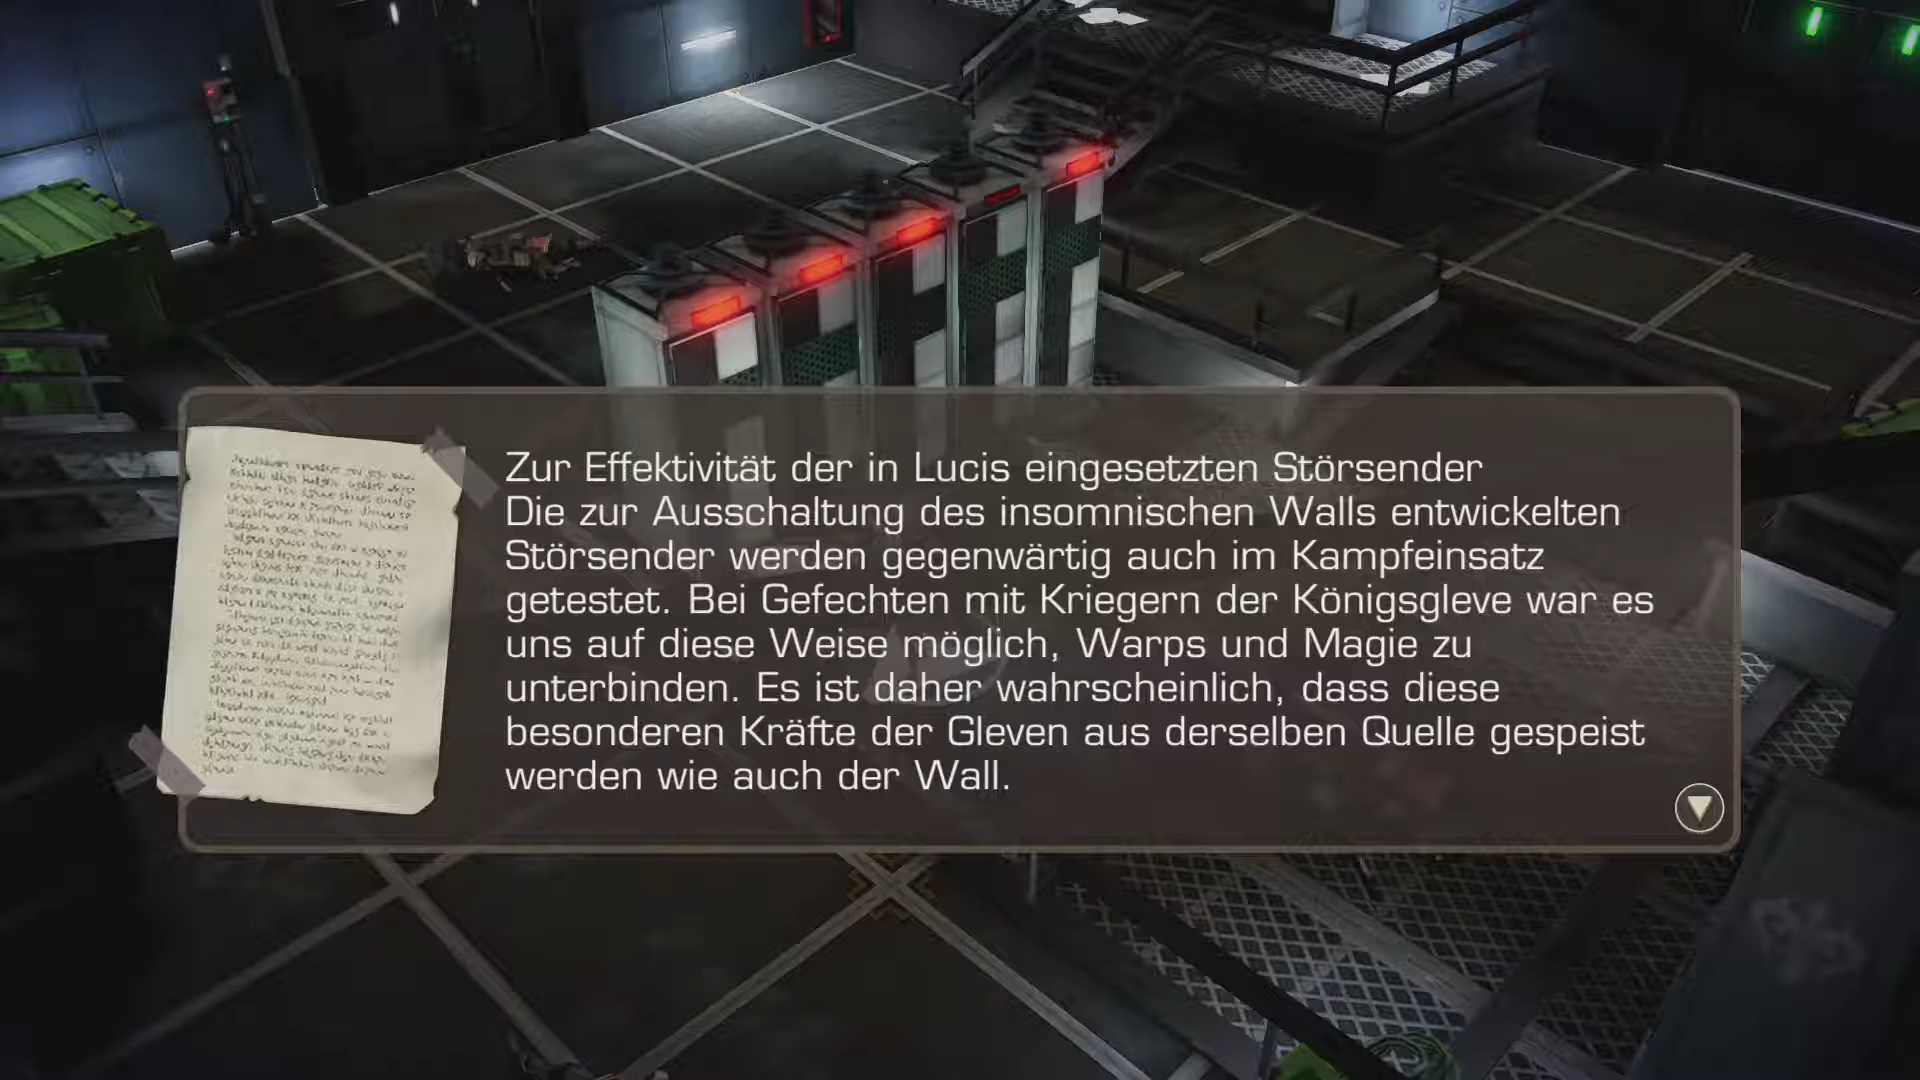 Zur Effektivität der in Lucis eingesetzten Störsender
Die zur Ausschaltung des insomnischen Walls entwickelten
Störsender werden gegenwärtig auch im Kampfeinsatz
getestet. Bei Gefechten mit Kriegern der Königsgleve war es
uns auf diese Weise möglich, Warps und Magie zu
unterbinden. Es ist daher wahrscheinlich, dass diese
besonderen Kräfte der Gleven aus derselben Quelle gespeist
werden wie auch der Wall.